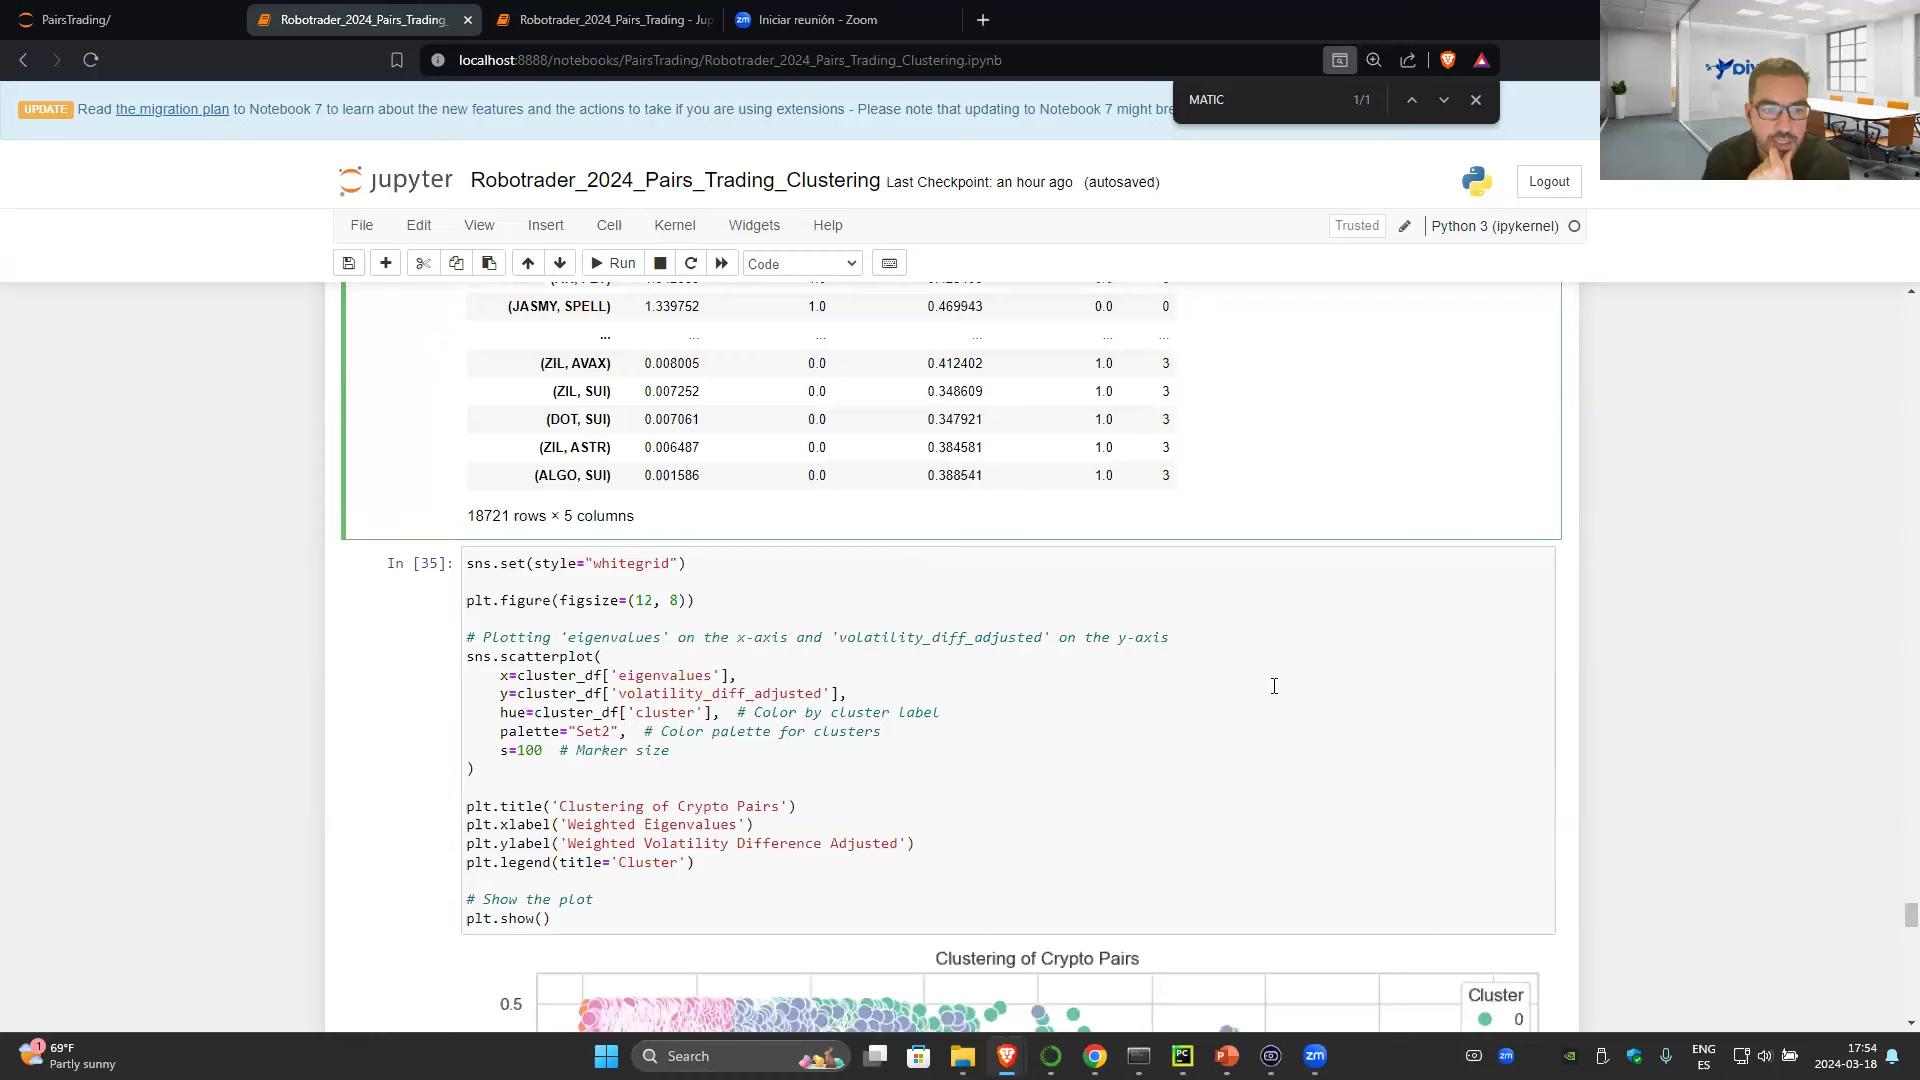 PairsTrading/
Robotrader_2024_Pairs_Trading_
Robotrader_2024_Pairs_Trading - Jup
zm
Iniciar reunión - Zoom
localhost:8888/notebooks/PairsTrading/Robotrader_2024_Pairs_Trading_Clustering.ipynb
UPDATE Read the migration plan to Notebook 7 to learn about the new features and the actions to take if you are using extensions - Please note that updating to Notebook 7 might bre
MATIC 1/1
jupyter Robotrader_2024_Pairs_Trading_Clustering Last Checkpoint: an hour ago (autosaved)
Logout
File Edit View Insert Cell Kernel Widgets Help
Trusted Python 3 (ipykernel)
Run Code
(JASMY, SPELL) 1.339752 1.0 0.469943 0.0 0
... ... ... ... ... ...
(ZIL, AVAX) 0.008005 0.0 0.412402 1.0 3
(ZIL, SUI) 0.007252 0.0 0.348609 1.0 3
(DOT, SUI) 0.007061 0.0 0.347921 1.0 3
(ZIL, ASTR) 0.006487 0.0 0.384581 1.0 3
(ALGO, SUI) 0.001586 0.0 0.388541 1.0 3
18721 rows × 5 columns
In [35]: sns.set(style="whitegrid")
plt.figure(figsize=(12, 8))
# Plotting 'eigenvalues' on the x-axis and 'volatility_diff_adjusted' on the y-axis
sns.scatterplot(
x=cluster_df['eigenvalues'],
y=cluster_df['volatility_diff_adjusted'],
hue=cluster_df['cluster'], # Color by cluster label
palette="Set2", # Color palette for clusters
s=100 # Marker size
)
plt.title('Clustering of Crypto Pairs')
plt.xlabel('Weighted Eigenvalues')
plt.ylabel('Weighted Volatility Difference Adjusted')
plt.legend(title='Cluster')
# Show the plot
plt.show()
Clustering of Crypto Pairs
0.5
Cluster
0
1
69°F
Partly sunny
Search
PC
zm
zm
ENG
ES
17:54
2024-03-18